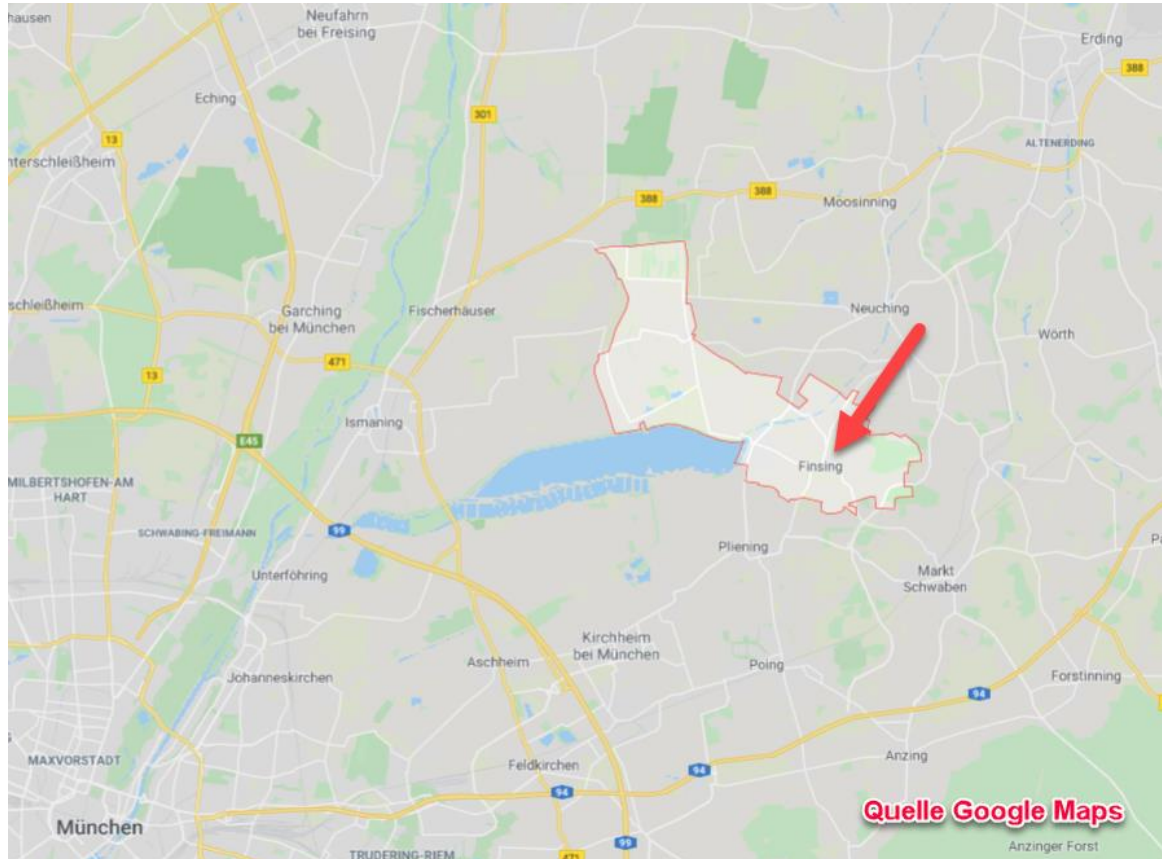 hausen
Neufahrn
bei Freising
Erding
388
Eching
301
13
nterschleißheim
ALTENERDING
388
388
Moosinning
schleißheim
Garching
bei München
Fischerhäuser
Neuching
Wörth
471
13
Ismaning
E45
Finsing
MILBERTSHOFEN-AM
HART
SCHWABING-FREIMANN
99
Pliening
Unterföhring
Markt
Schwaben
Kirchheim
bei München
Aschheim
Poing
Johanneskirchen
Forstinning
94
MAXVORSTADT
Feldkirchen
94
Anzing
94
Quelle Google Maps
München
99
TRUDERING-RIEM
471
Anzinger Forst